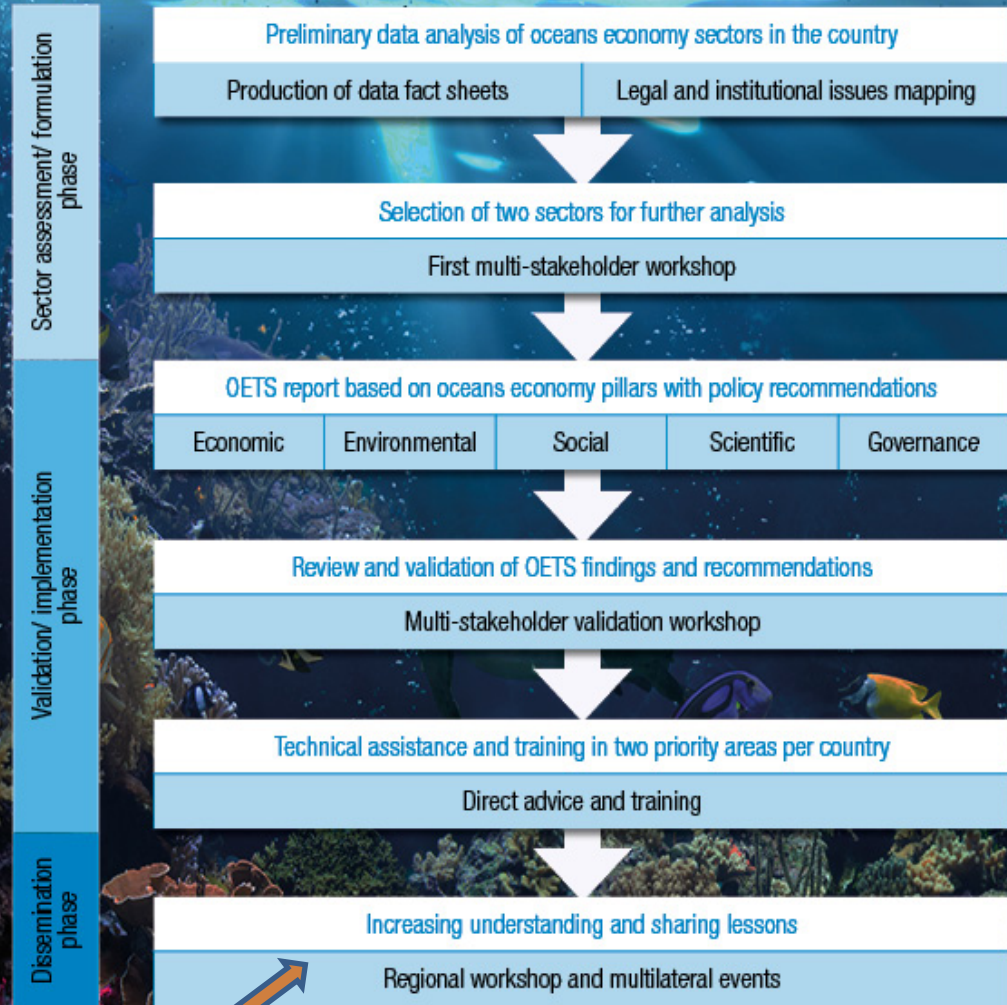 Sector assessment/ formulation
phase
Preliminary data analysis of oceans economy sectors in the country
Production of data fact sheets
Legal and institutional issues mapping
Selection of two sectors for further analysis
First multi-stakeholder workshop
Validation/ implementation
phase
OETS report based on oceans economy pillars with policy recommendations
Economic
Environmental
Social
Scientific
Governance
Review and validation of OETS findings and recommendations
Multi-stakeholder validation workshop
Technical assistance and training in two priority areas per country
Direct advice and training
Dissemination
phase
Increasing understanding and sharing lessons
Regional workshop and multilateral events